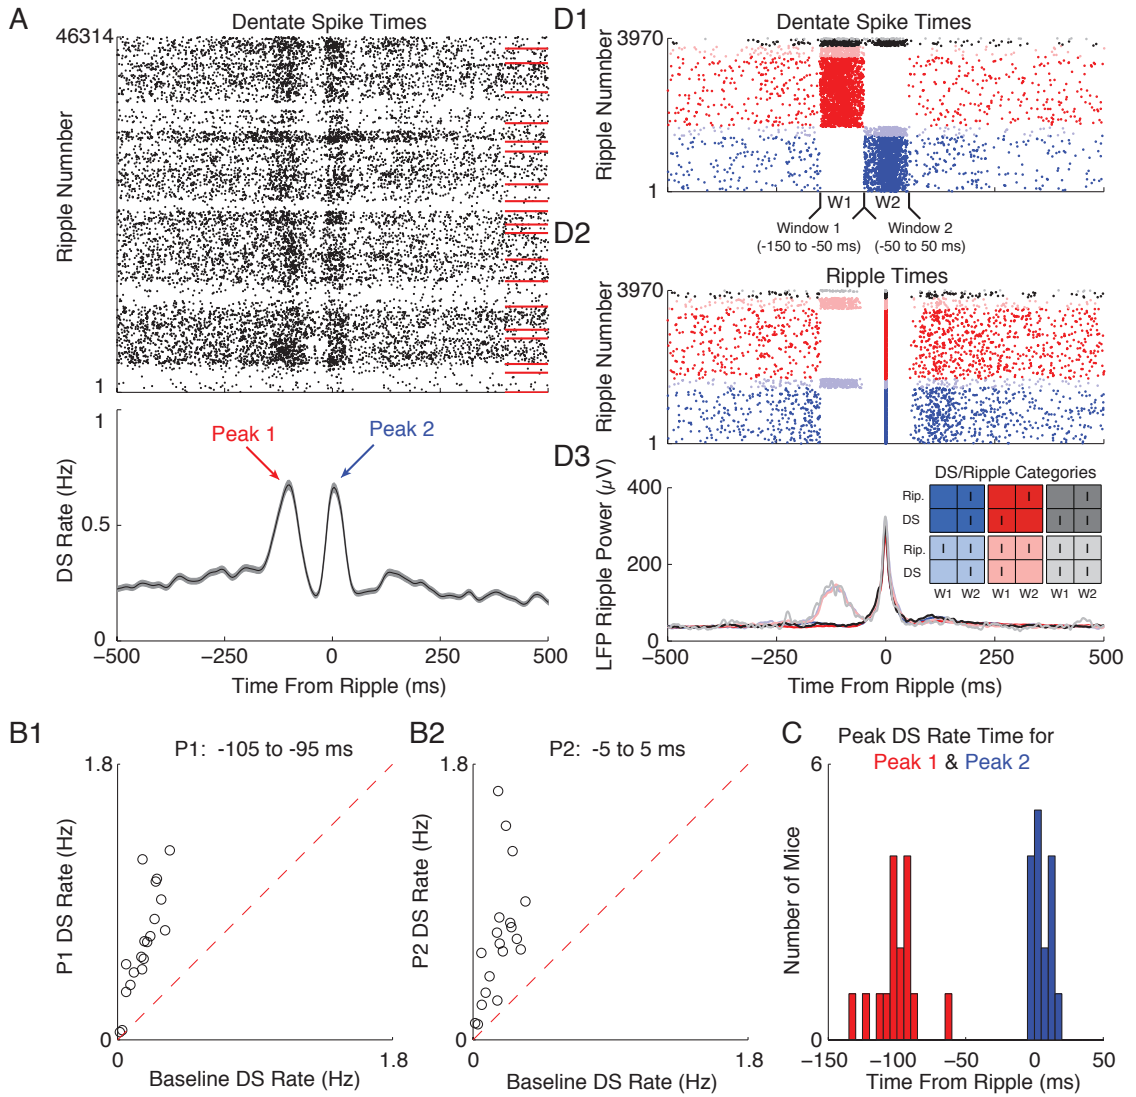 A
Dentate Spike Times
46314
Ripple Numnber
1
1
Peak 1
Peak 2
DS Rate (Hz)
0.5
0
−500
−250
0
250
500
Time From Ripple (ms)
D1
Dentate Spike Times
3970
Ripple Numnber
1
W1
W2
Window 1
(-150 to -50 ms)
Window 2
(-50 to 50 ms)
D2
Ripple Times
3970
Ripple Numnber
1
D3
LFP Ripple Power (µV)
400
200
0
DS/Ripple Categories
Rip. I I I I
DS I I I I
Rip. I I I I I I
DS I I I I
W1 W2 W1 W2 W1 W2
−500
−250
0
250
500
Time From Ripple (ms)
B1
P1: -105 to -95 ms
1.8
P1 DS Rate (Hz)
0
0
1.8
Baseline DS Rate (Hz)
B2
P2: -5 to 5 ms
1.8
P2 DS Rate (Hz)
0
0
1.8
Baseline DS Rate (Hz)
C
Peak DS Rate Time for
Peak 1 & Peak 2
6
Number of Mice
0
−150
−100
−50
0
50
Time From Ripple (ms)